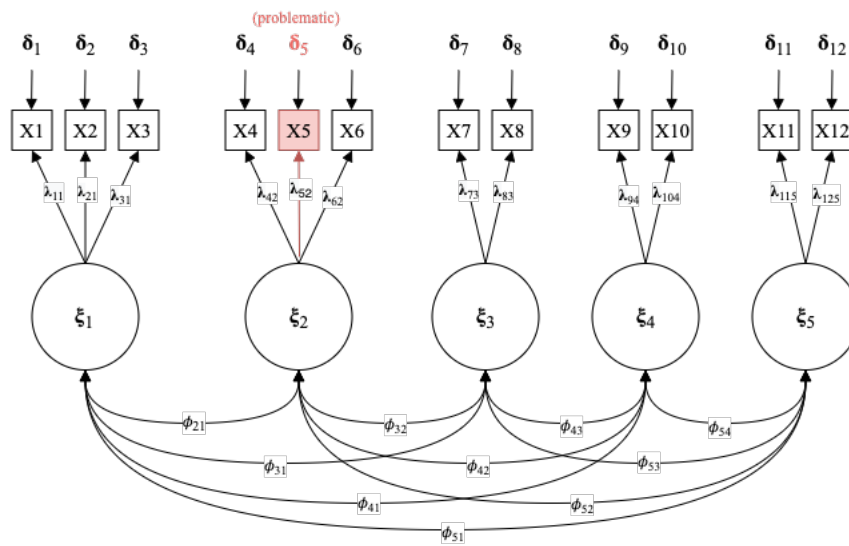 (problematic)
δ₁ δ₂ δ₃ δ₄ δ₅ δ₆ δ₇ δ₈ δ₉ δ₁₀ δ₁₁ δ₁₂
X1 X2 X3 X4 X5 X6 X7 X8 X9 X10 X11 X12
λ₁₁ λ₂₁ λ₃₁ λ₄₂ λ₅₂ λ₆₂ λ₇₃ λ₈₃ λ₉₄ λ₁₀₄ λ₁₁₅ λ₁₂₅
ξ₁ ξ₂ ξ₃ ξ₄ ξ₅
ϕ₂₁ ϕ₃₂ ϕ₄₃ ϕ₅₄
ϕ₃₁ ϕ₄₂ ϕ₅₃
ϕ₄₁ ϕ₅₂
ϕ₅₁